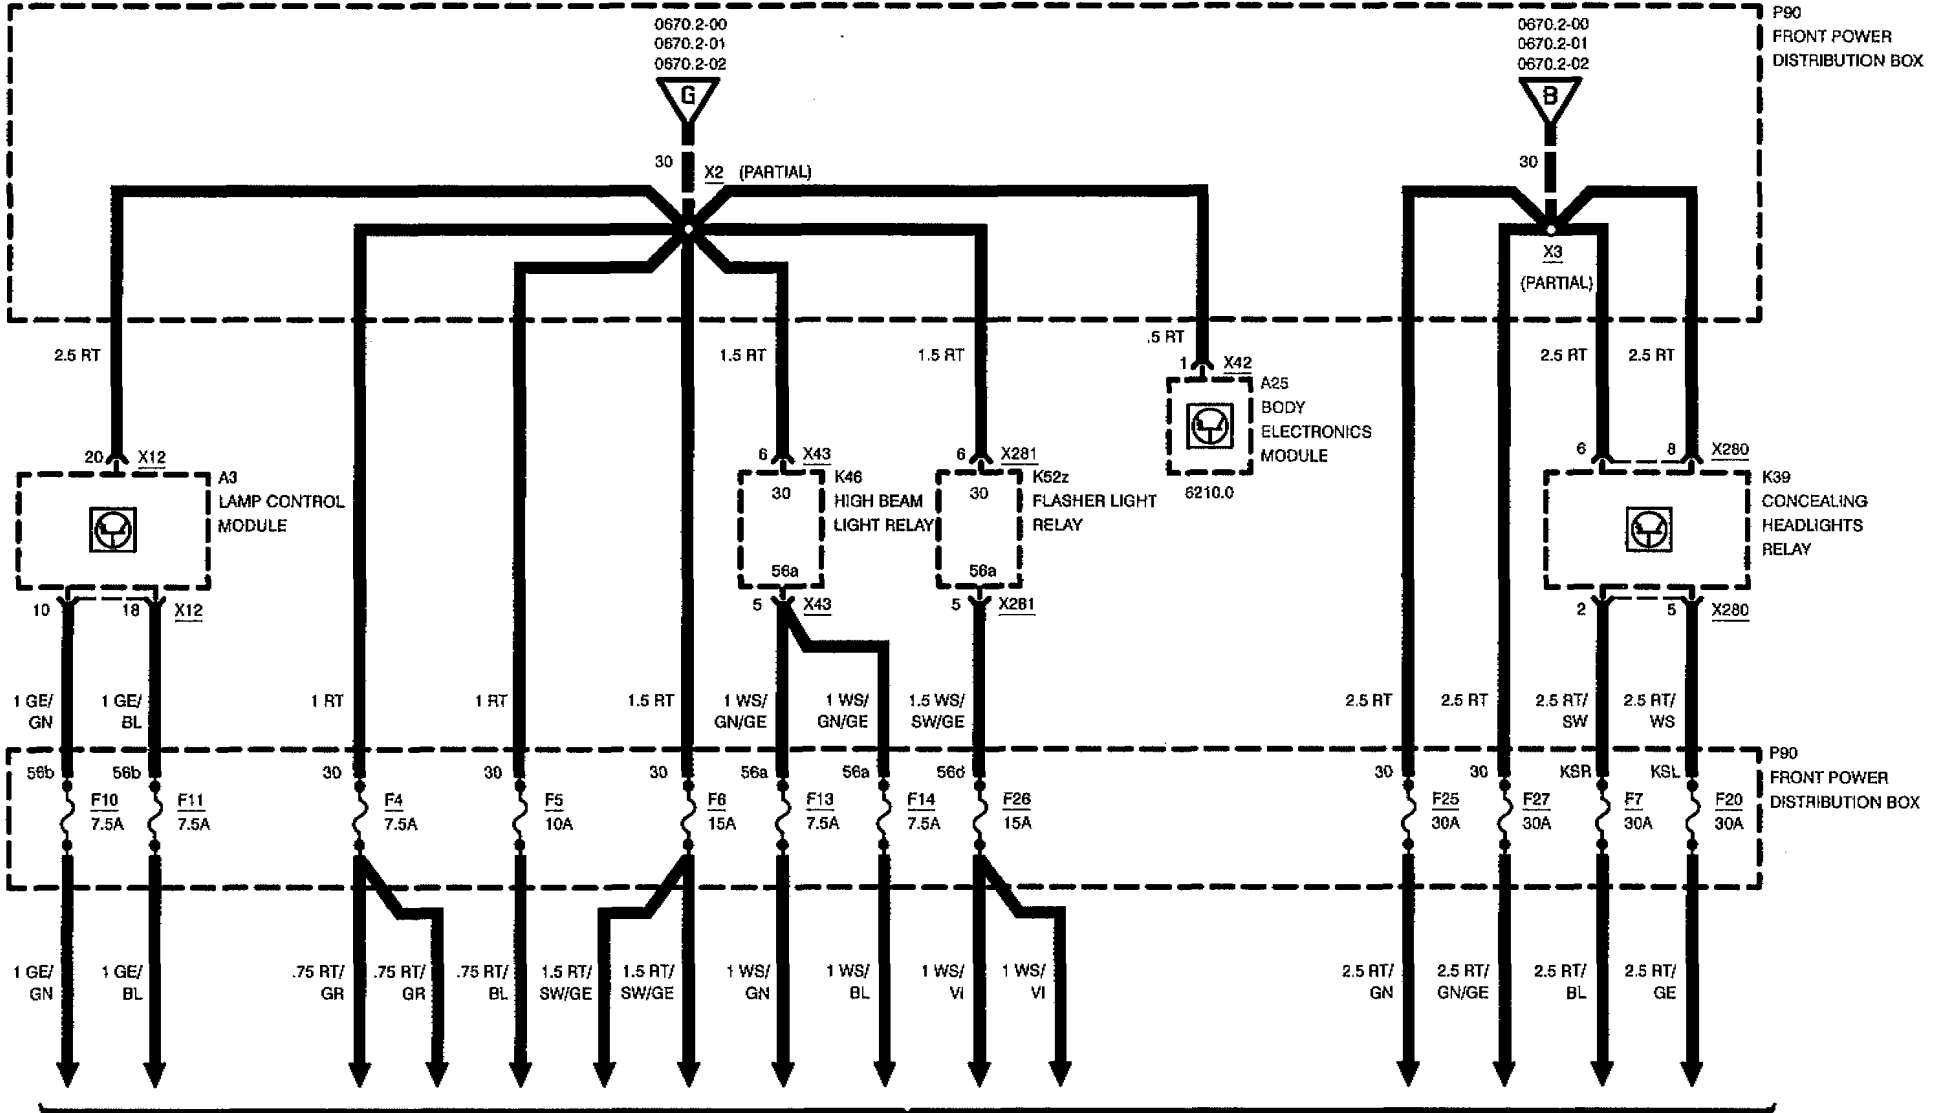 P90
FRONT POWER
DISTRIBUTION BOX
0670.2-00
0670.2-01
0670.2-02
G
30
X2 (PARTIAL)
0670.2-00
0670.2-01
0670.2-02
B
30
X3
(PARTIAL)
2.5 RT
1.5 RT
1.5 RT
.5 RT
2.5 RT
2.5 RT
1 X42
A25
BODY
ELECTRONICS
MODULE
6210.0
20 X12
A3
LAMP CONTROL
MODULE
10 18 X12
6 X43
30
K46
HIGH BEAM
LIGHT RELAY
56a
5 X43
6 X281
30
K52z
FLASHER LIGHT
RELAY
56a
5 X281
6 8 X280
K39
CONCEALING
HEADLIGHTS
RELAY
2 5 X280
1 GE/
GN
1 GE/
BL
1 RT
1 RT
1.5 RT
1 WS/
GN/GE
1 WS/
GN/GE
1.5 WS/
SW/GE
2.5 RT
2.5 RT
2.5 RT/
SW
2.5 RT/
WS
P90
FRONT POWER
DISTRIBUTION BOX
56b
F10
7.5A
56b
F11
7.5A
30
F4
7.5A
30
F5
10A
30
F6
15A
56a
F13
7.5A
56a
F14
7.5A
56d
F26
15A
30
F25
30A
30
F27
30A
KSR
F7
30A
KSL
F20
30A
1 GE/
GN
1 GE/
BL
.75 RT/
GR
.75 RT/
GR
.75 RT/
BL
1.5 RT/
SW/GE
1.5 RT/
SW/GE
1 WS/
GN
1 WS/
BL
1 WS/
VI
1 WS/
VI
2.5 RT/
GN
2.5 RT/
GN/GE
2.5 RT/
BL
2.5 RT/
GE